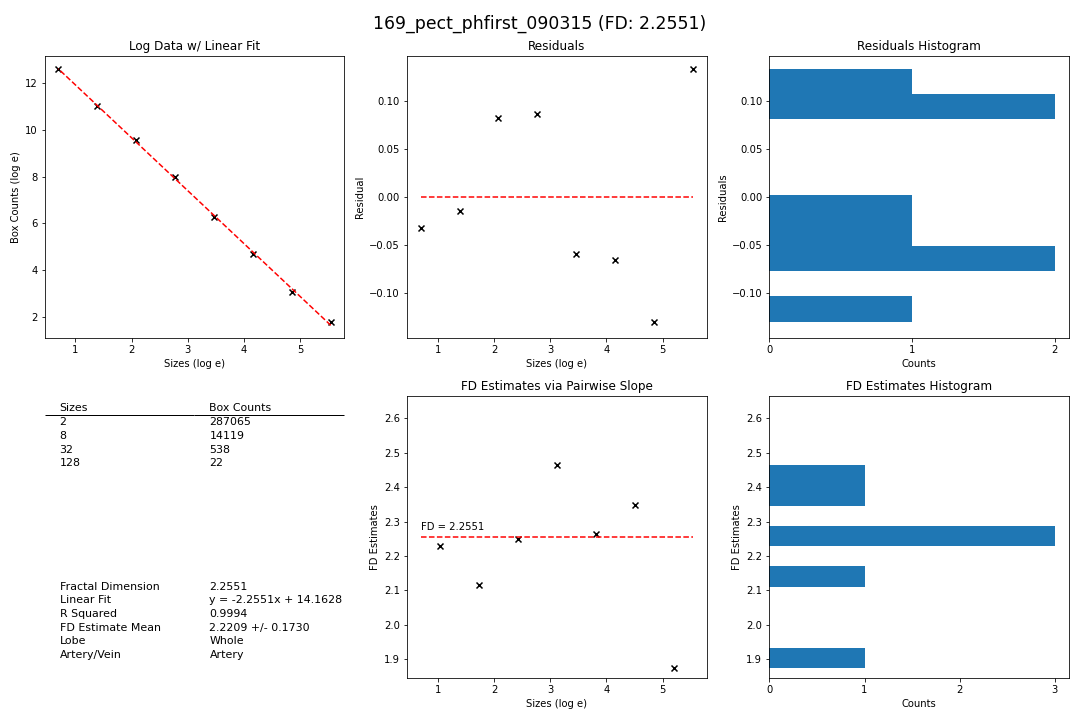 169_pect_phfirst_090315 (FD: 2.2551)
Log Data w/ Linear Fit
Box Counts (log e)
12
10
8
6
4
2
1 2 3 4 5
Sizes (log e)
Residuals
Residual
0.10
0.05
0.00
−0.05
−0.10
1 2 3 4 5
Sizes (log e)
Residuals Histogram
Residuals
0.10
0.05
0.00
−0.05
−0.10
0 1 2
Counts
Sizes Box Counts
2 287065
8 14119
32 538
128 22
Fractal Dimension 2.2551
Linear Fit y = -2.2551x + 14.1628
R Squared 0.9994
FD Estimate Mean 2.2209 +/- 0.1730
Lobe Whole
Artery/Vein Artery
FD Estimates via Pairwise Slope
FD Estimates
2.6
2.5
2.4
2.3
2.2
2.1
2.0
1.9
FD = 2.2551
1 2 3 4 5
Sizes (log e)
FD Estimates Histogram
FD Estimates
2.6
2.5
2.4
2.3
2.2
2.1
2.0
1.9
0 1 2 3
Counts